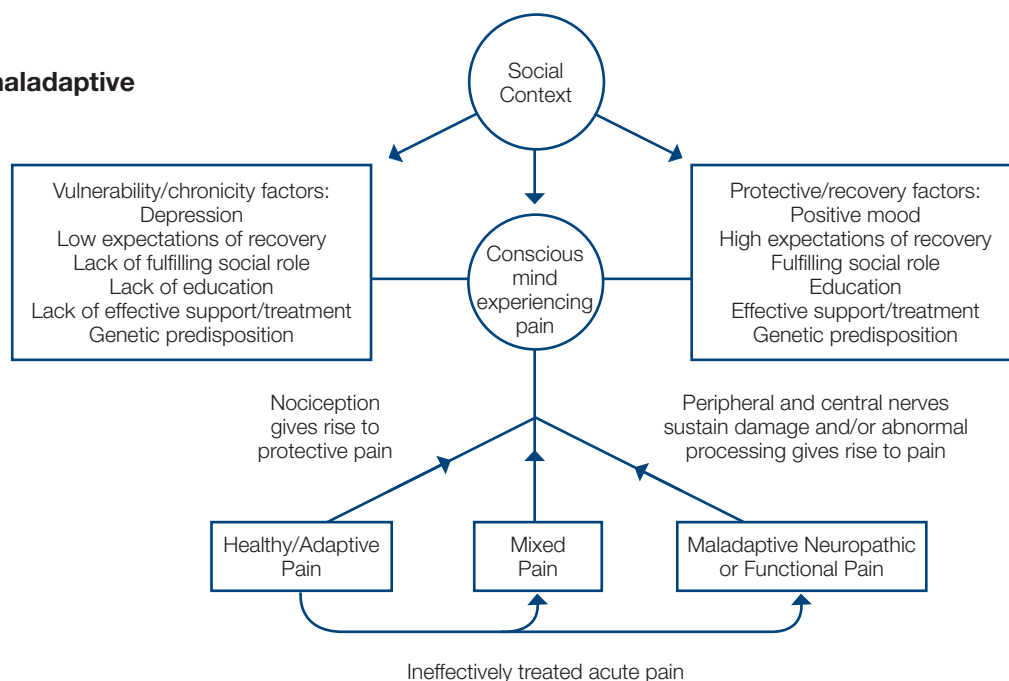 Social
Context
Vulnerability/chronicity factors:
Depression
Low expectations of recovery
Lack of fulfilling social role
Lack of education
Lack of effective support/treatment
Genetic predisposition
Conscious
mind
experiencing
pain
Protective/recovery factors:
Positive mood
High expectations of recovery
Fulfilling social role
Education
Effective support/treatment
Genetic predisposition
Nociception
gives rise to
protective pain
Peripheral and central nerves
sustain damage and/or abnormal
processing gives rise to pain
Healthy/Adaptive
Pain
Mixed
Pain
Maladaptive Neuropathic
or Functional Pain
Ineffectively treated acute pain